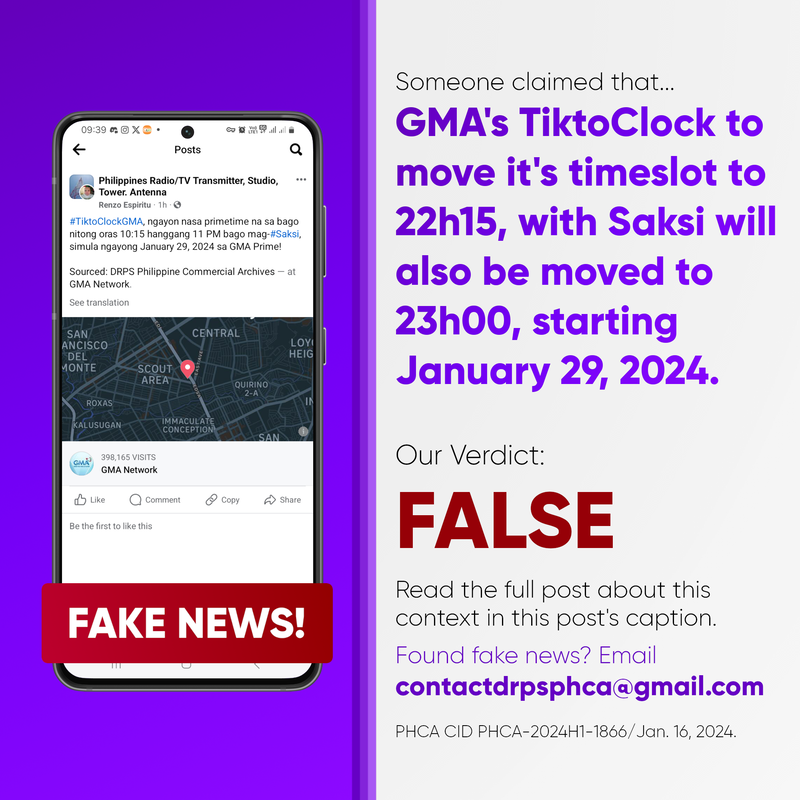 09:39
Posts
Philippines Radio/TV Transmitter, Studio,
Tower. Antenna
Renzo Espiritu · 1h ·
#TiktoClockGMA, ngayon nasa primetime na sa bago
nitong oras 10:15 hanggang 11 PM bago mag-#Saksi,
simula ngayong January 29, 2024 sa GMA Prime!
Sourced: DRPS Philippine Commercial Archives — at
GMA Network.
See translation
SAN
ANCISCO
DEL
MONTE
CENTRAL
LOY
HEIG
SCOUT
AREA
QUIRINO
2-A
ROXAS
KALUSUGAN
IMMACULATE
CONCEPTION
SAN
398,165 VISITS
GMA Network
Like
Comment
Copy
Share
Be the first to like this
FAKE NEWS!
Someone claimed that...
GMA's TiktoClock to
move it's timeslot to
22h15, with Saksi will
also be moved to
23h00, starting
January 29, 2024.
Our Verdict:
FALSE
Read the full post about this
context in this post's caption.
Found fake news? Email
contactdrpsphca@gmail.com
PHCA CID PHCA-2024H1-1866/Jan. 16, 2024.